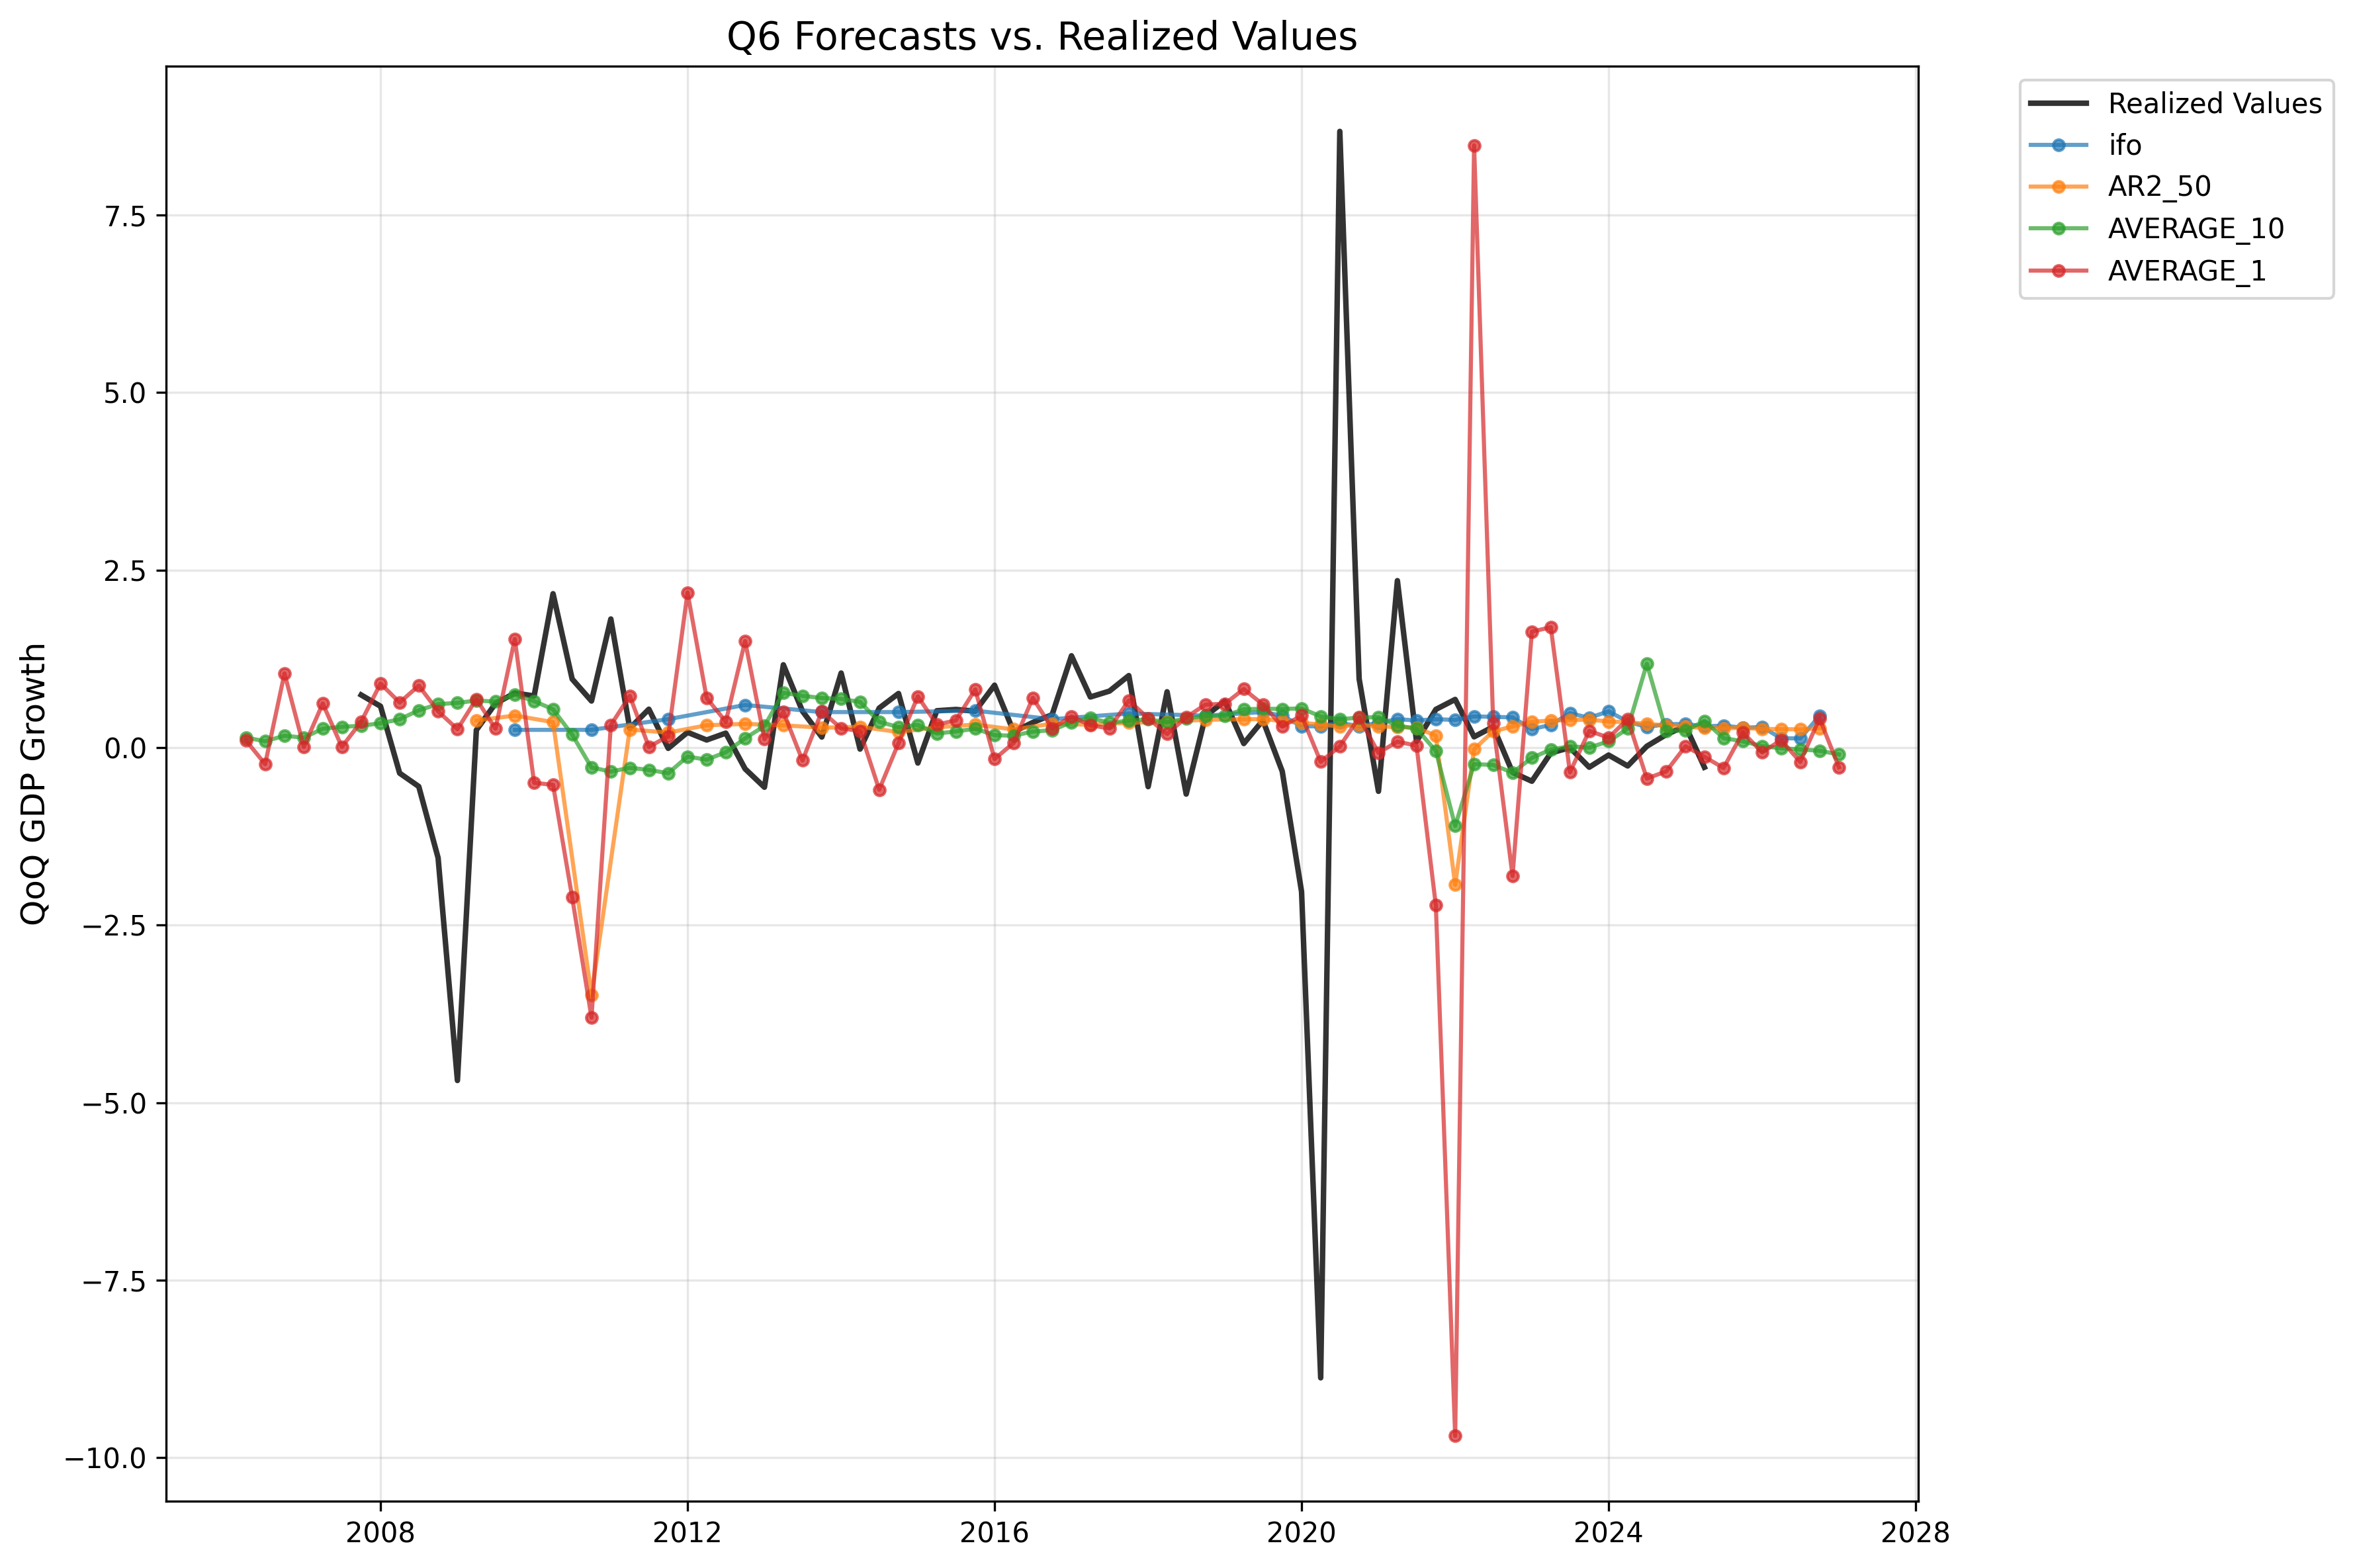 Q6 Forecasts vs. Realized Values
Realized Values
ifo
AR2_50
AVERAGE_10
AVERAGE_1
QoQ GDP Growth
7.5
5.0
2.5
0.0
−2.5
−5.0
−7.5
−10.0
2008 2012 2016 2020 2024 2028